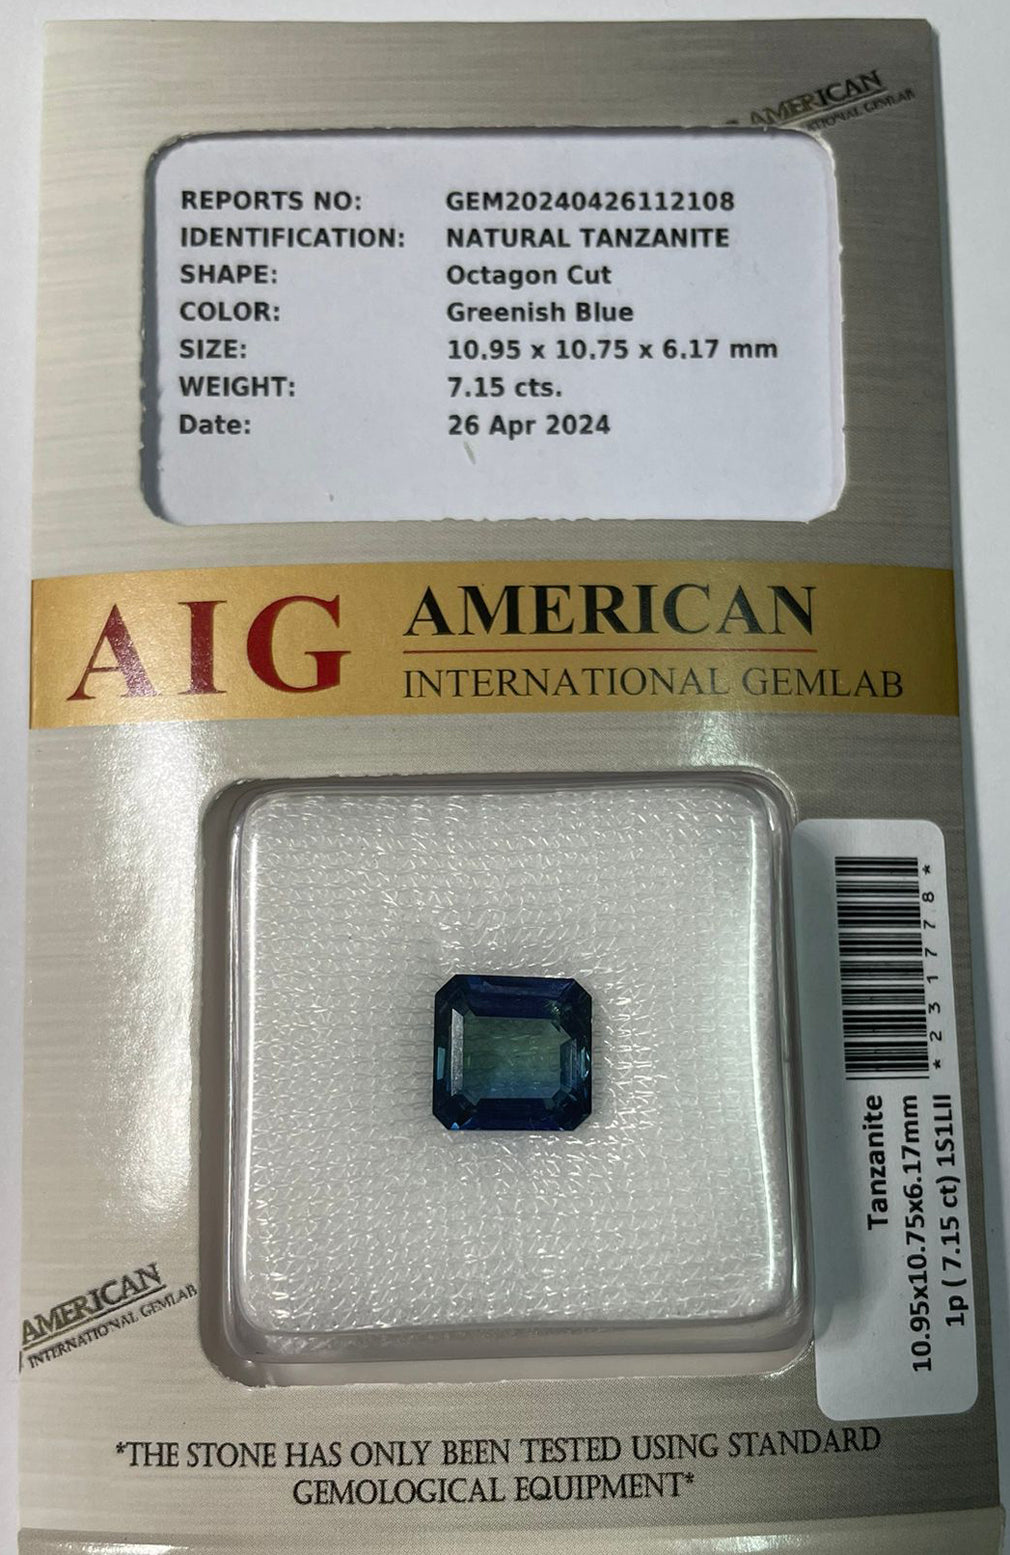 AMERICAN
INTERNATIONAL GEMLAB
REPORTS NO: GEM20240426112108
IDENTIFICATION: NATURAL TANZANITE
SHAPE: Octagon Cut
COLOR: Greenish Blue
SIZE: 10.95 x 10.75 x 6.17 mm
WEIGHT: 7.15 cts.
Date: 26 Apr 2024
AIG
AMERICAN
INTERNATIONAL GEMLAB
*231778*
Tanzanite
10.95x10.75x6.17mm
1p ( 7.15 ct) 1S1LII
AMERICAN
INTERNATIONAL GEMLAB
*THE STONE HAS ONLY BEEN TESTED USING STANDARD
GEMOLOGICAL EQUIPMENT*